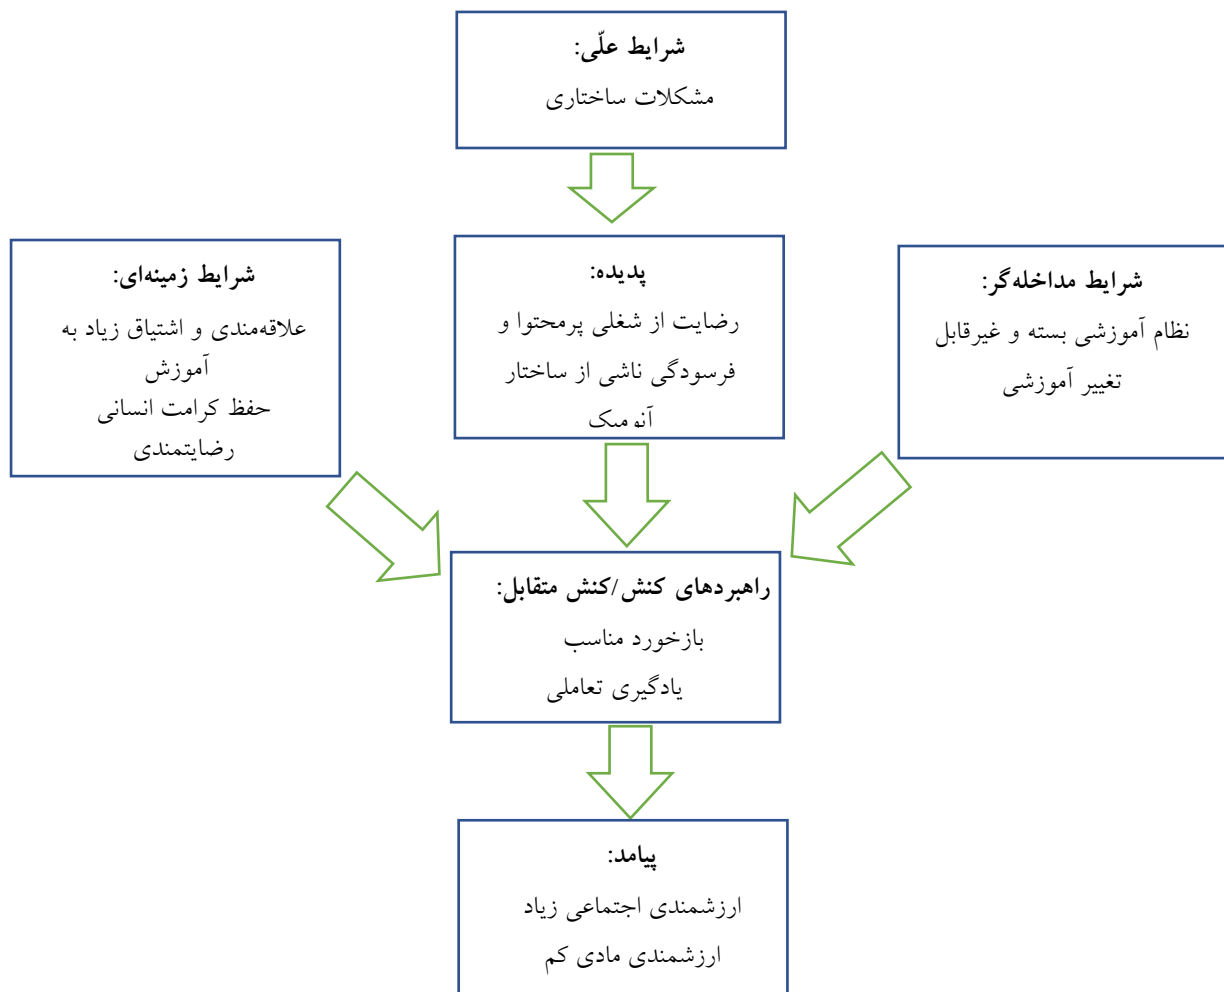 شرایط علّی:
مشکلات ساختاری
شرایط مداخله‌گر:
نظام آموزشی بسته و غیرقابل
تغییر آموزشی
پدیده:
رضایت از شغلی پرمحتوا و
فرسودگی ناشی از ساختار
آنومیک
شرایط زمینه‌ای:
علاقه‌مندی و اشتیاق زیاد به
آموزش
حفظ کرامت انسانی
رضایتمندی
راهبردهای کنش/کنش متقابل:
بازخورد مناسب
یادگیری تعاملی
پیامد:
ارزشمندی اجتماعی زیاد
ارزشمندی مادی کم